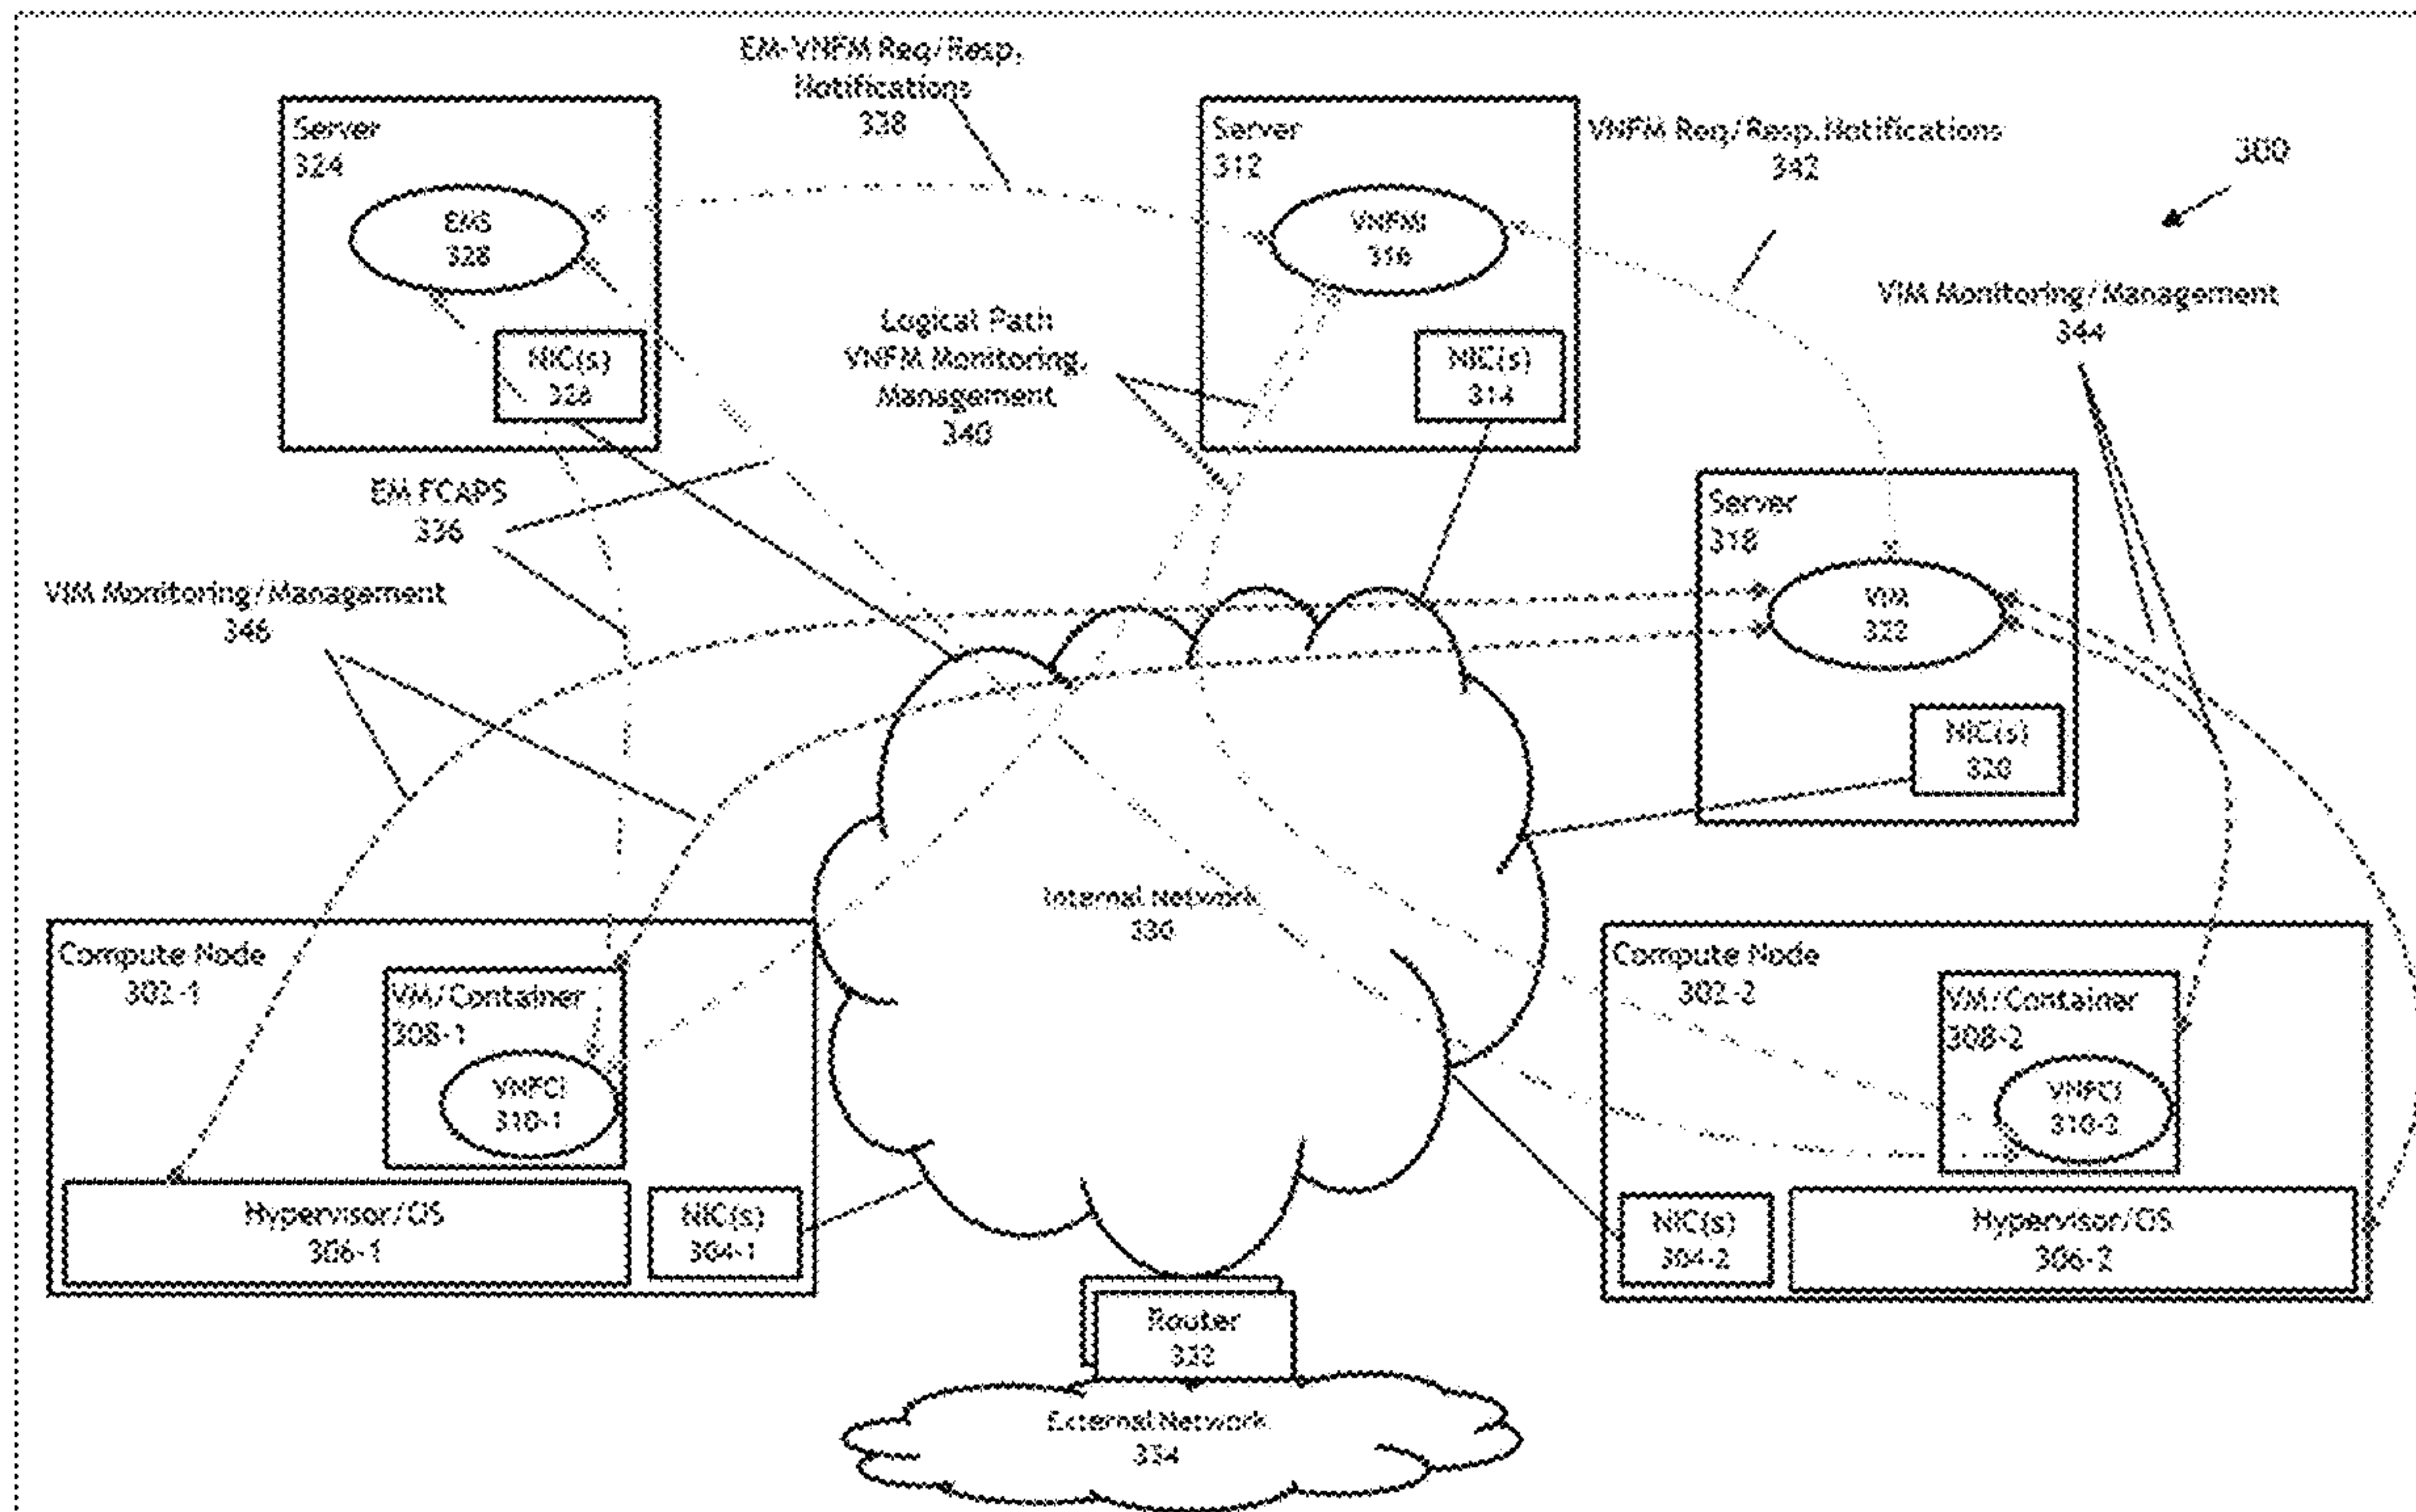 EM-VNFM Req/Resp,
Notifications
338
Server
324
EMS
328
NIC(s)
326
Server
312
VNFM
316
NIC(s)
314
VNFM Req/Resp. Notifications
342
300
VIM Monitoring/Management
344
Logical Path
VNFM Monitoring,
Management
340
EM FCAPS
336
VIM Monitoring/Management
346
Server
318
VIM
322
NIC(s)
320
Internal Network
330
Compute Node
302-1
VM/Container
308-1
VNFCI
310-1
Hypervisor/OS
306-1
NIC(s)
304-1
Compute Node
302-2
VM/Container
308-2
VNFCI
310-2
NIC(s)
304-2
Hypervisor/OS
306-2
Router
332
External Network
334